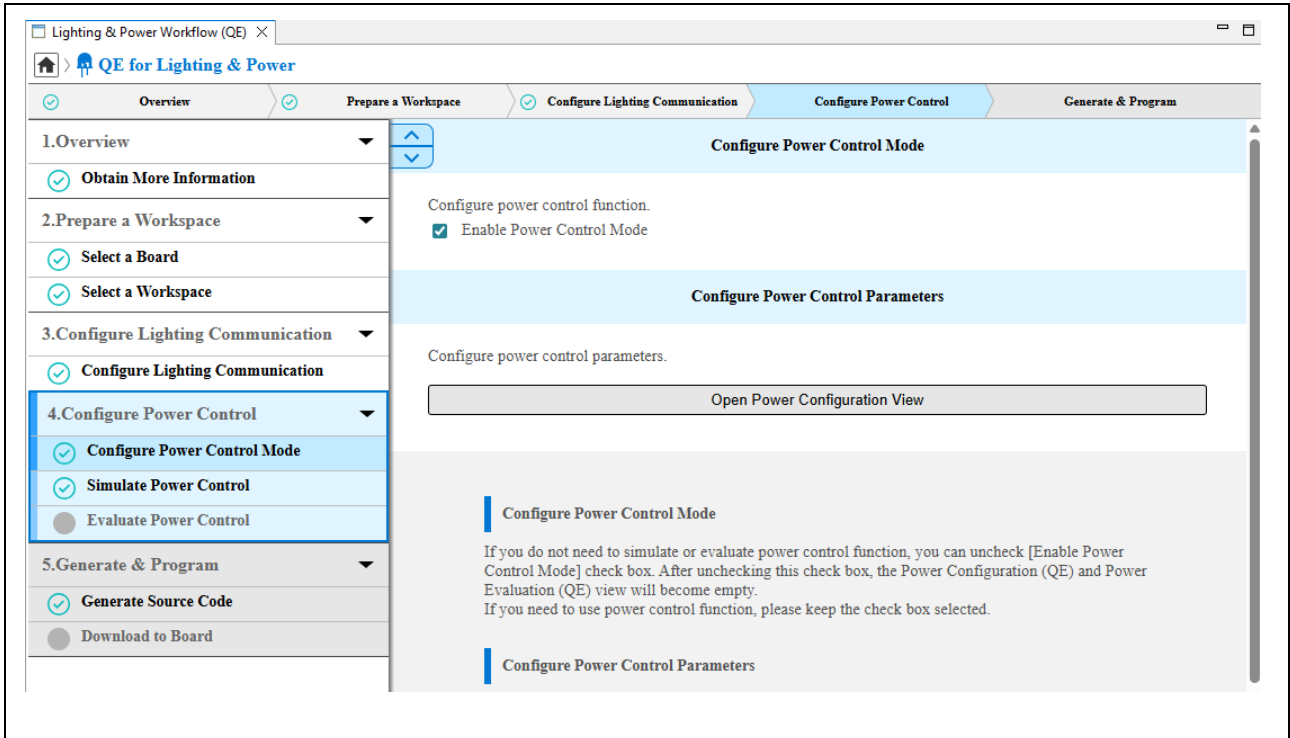 Lighting & Power Workflow (QE)
QE for Lighting & Power
Overview
Prepare a Workspace
Configure Lighting Communication
Configure Power Control
Generate & Program
1.Overview
Obtain More Information
2.Prepare a Workspace
Select a Board
Select a Workspace
3.Configure Lighting Communication
Configure Lighting Communication
4.Configure Power Control
Configure Power Control Mode
Simulate Power Control
Evaluate Power Control
5.Generate & Program
Generate Source Code
Download to Board
Configure Power Control Mode
Configure power control function.
Enable Power Control Mode
Configure Power Control Parameters
Configure power control parameters.
Open Power Configuration View
Configure Power Control Mode
If you do not need to simulate or evaluate power control function, you can uncheck [Enable Power
Control Mode] check box. After unchecking this check box, the Power Configuration (QE) and Power
Evaluation (QE) view will become empty.
If you need to use power control function, please keep the check box selected.
Configure Power Control Parameters